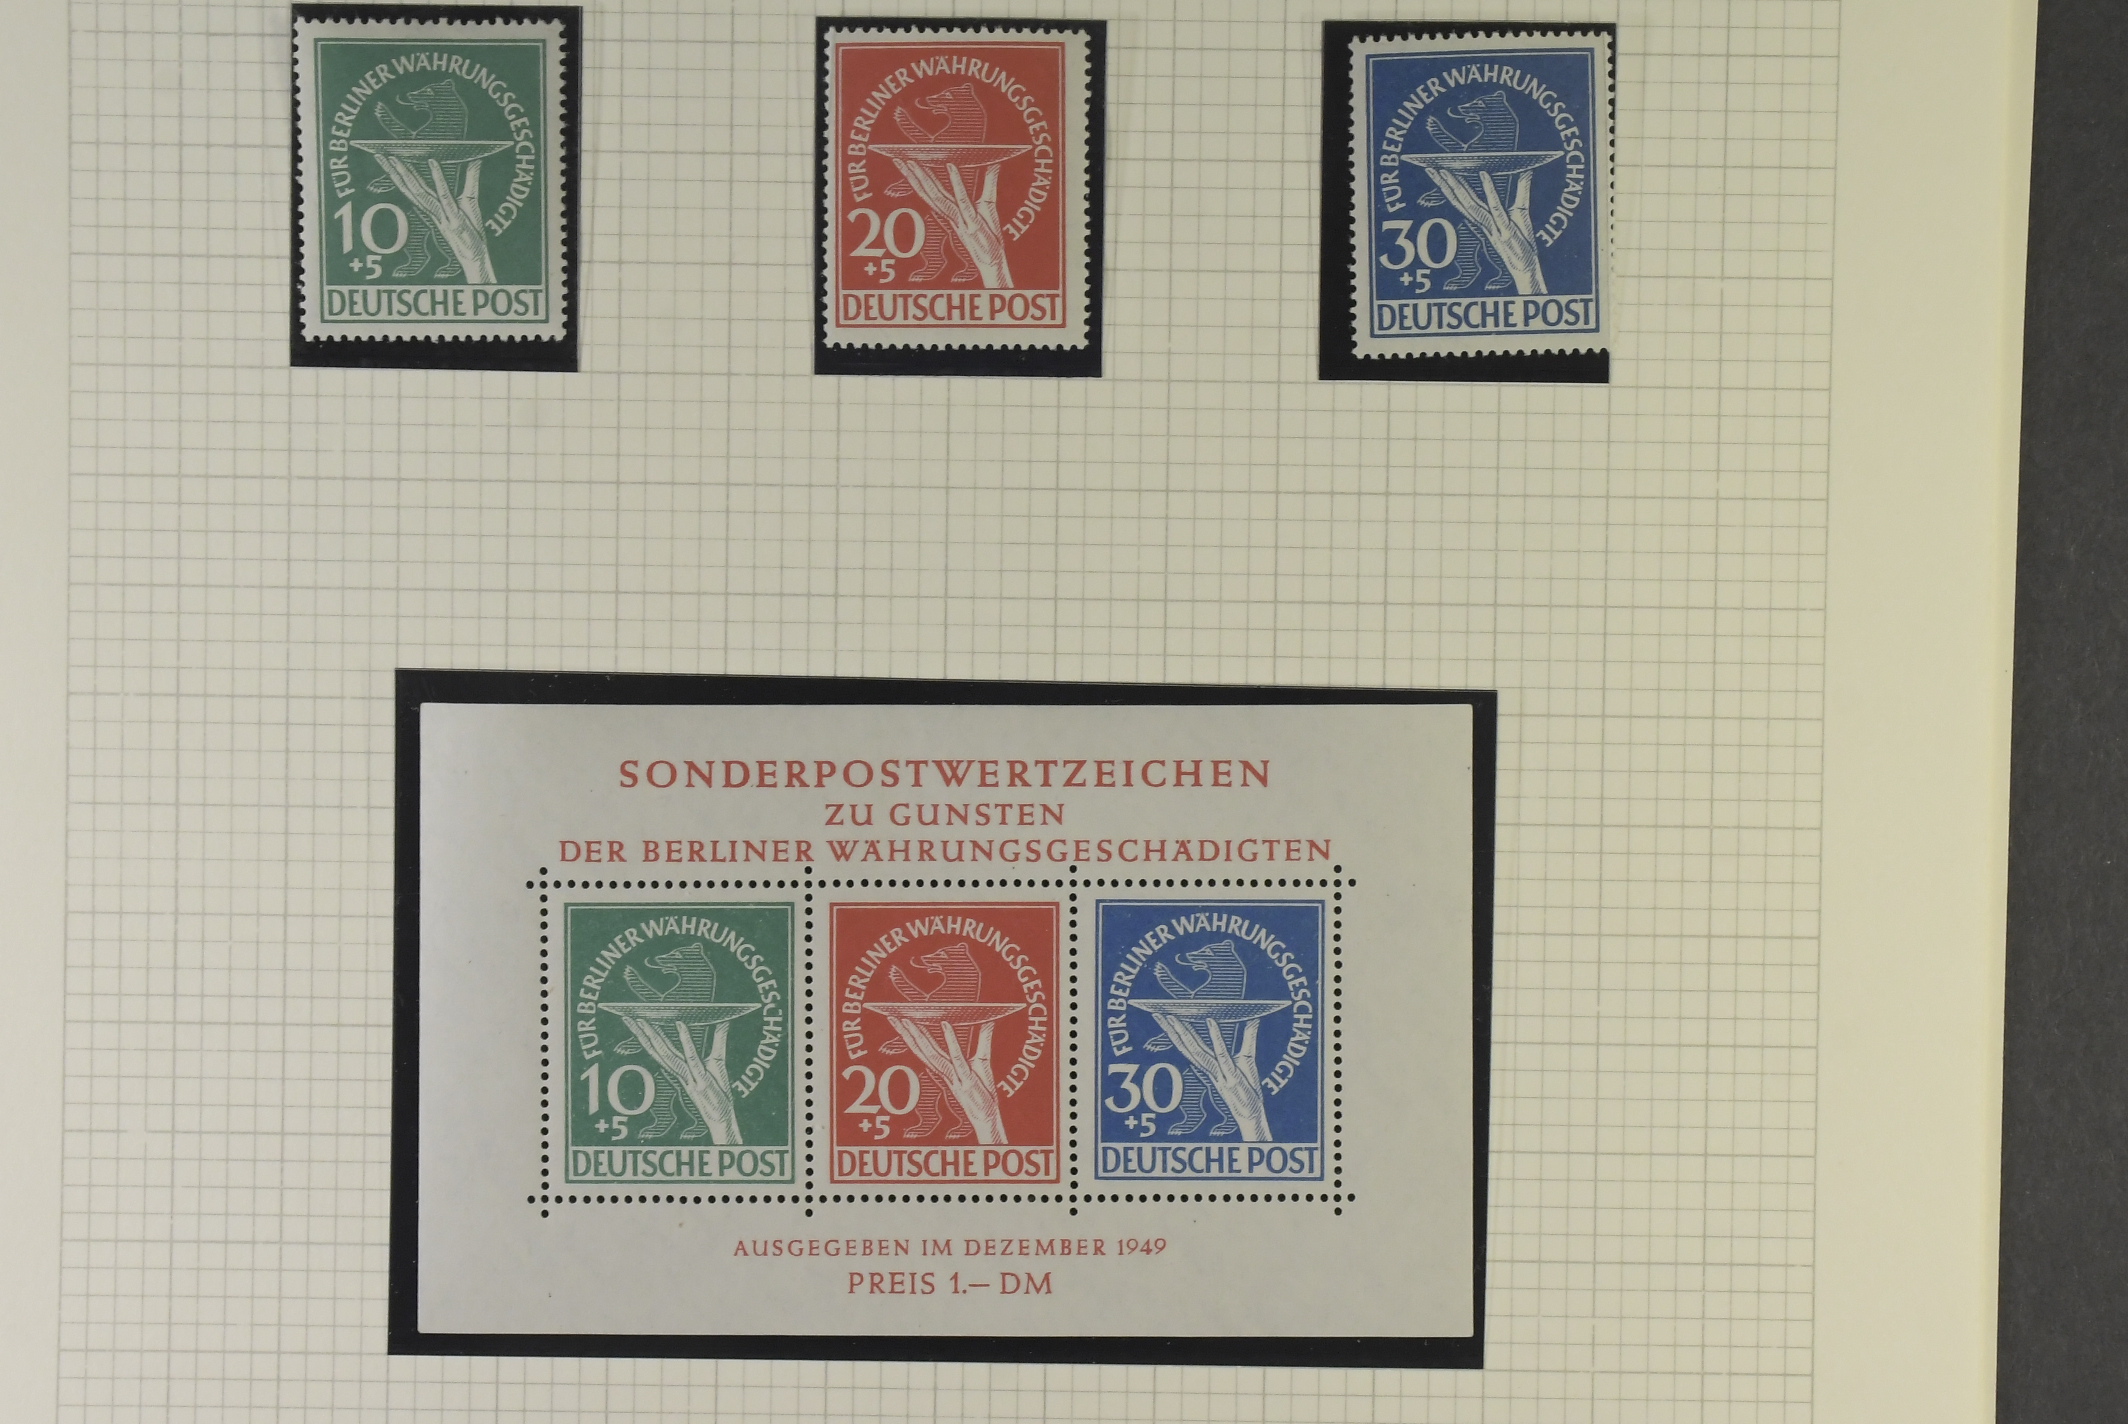 FÜR BERLINER WÄHRUNGSGESCHÄDIGTE
10
+5
DEUTSCHE POST
FÜR BERLINER WÄHRUNGSGESCHÄDIGTE
20
+5
DEUTSCHE POST
FÜR BERLINER WÄHRUNGSGESCHÄDIGTE
30
+5
DEUTSCHE POST
SONDERPOSTWERTZEICHEN
ZU GUNSTEN
DER BERLINER WÄHRUNGSGESCHÄDIGTEN
FÜR BERLINER WÄHRUNGSGESCHÄDIGTE
10
+5
DEUTSCHE POST
FÜR BERLINER WÄHRUNGSGESCHÄDIGTE
20
+5
DEUTSCHE POST
FÜR BERLINER WÄHRUNGSGESCHÄDIGTE
30
+5
DEUTSCHE POST
AUSGEGEBEN IM DEZEMBER 1949
PREIS 1.— DM